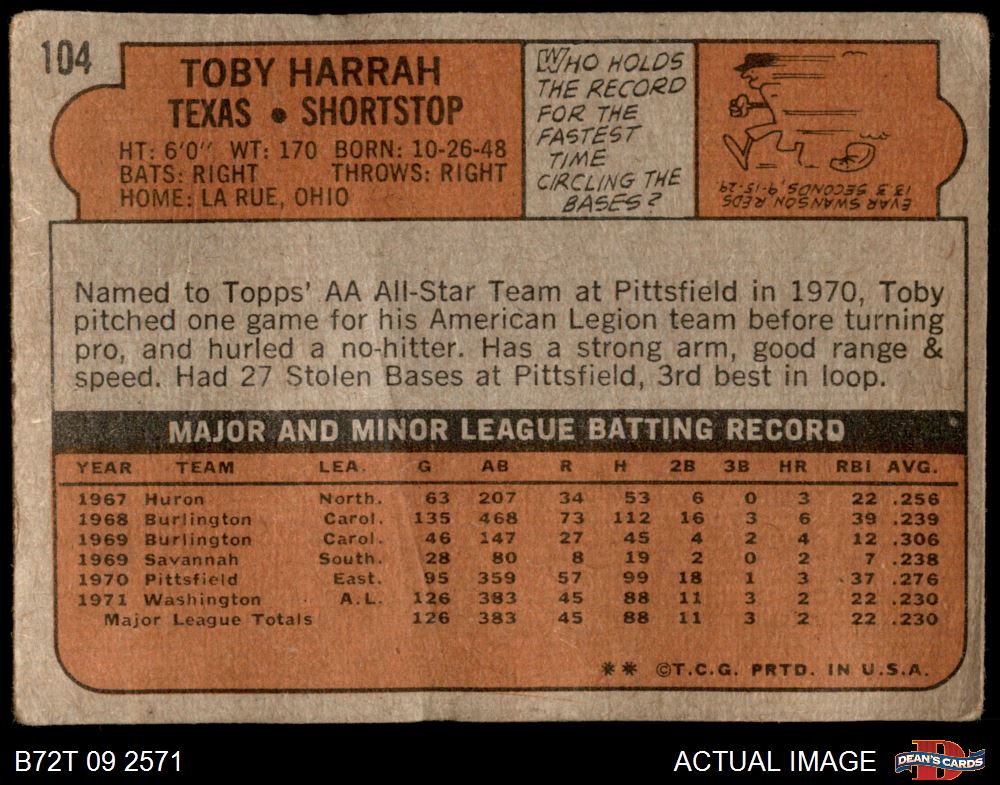 104
TOBY HARRAH
TEXAS • SHORTSTOP
HT: 6'0" WT: 170 BORN: 10-26-48
BATS: RIGHT THROWS: RIGHT
HOME: LA RUE, OHIO
WHO HOLDS
THE RECORD
FOR THE
FASTEST
TIME
CIRCLING THE
BASES?
EVAR SWANSON REDS
13.3 SECONDS, 9-15-29.
Named to Topps' AA All-Star Team at Pittsfield in 1970, Toby
pitched one game for his American Legion team before turning
pro, and hurled a no-hitter. Has a strong arm, good range &
speed. Had 27 Stolen Bases at Pittsfield, 3rd best in loop.
MAJOR AND MINOR LEAGUE BATTING RECORD
YEAR TEAM LEA. G AB R H 2B 3B HR RBI AVG.
1967 Huron North. 63 207 34 53 6 0 3 22 .256
1968 Burlington Carol. 135 468 73 112 16 3 6 39 .239
1969 Burlington Carol. 46 147 27 45 4 2 4 12 .306
1969 Savannah South. 28 80 8 19 2 0 2 7 .238
1970 Pittsfield East. 95 359 57 99 18 1 3 37 .276
1971 Washington A.L. 126 383 45 88 11 3 2 22 .230
Major League Totals 126 383 45 88 11 3 2 22 .230
** ©T.C.G. PRTD. IN U.S.A.
B72T 09 2571
ACTUAL IMAGE
DEAN'S CARDS